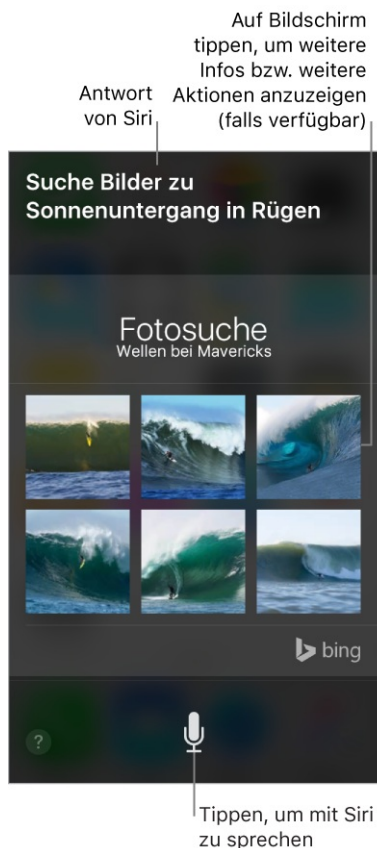 Auf Bildschirm
tippen, um weitere
Infos bzw. weitere
Aktionen anzuzeigen
(falls verfügbar)
Antwort
von Siri
Suche Bilder zu
Sonnenuntergang in Rügen
Fotosuche
Wellen bei Mavericks
bing
?
Tippen, um mit Siri
zu sprechen